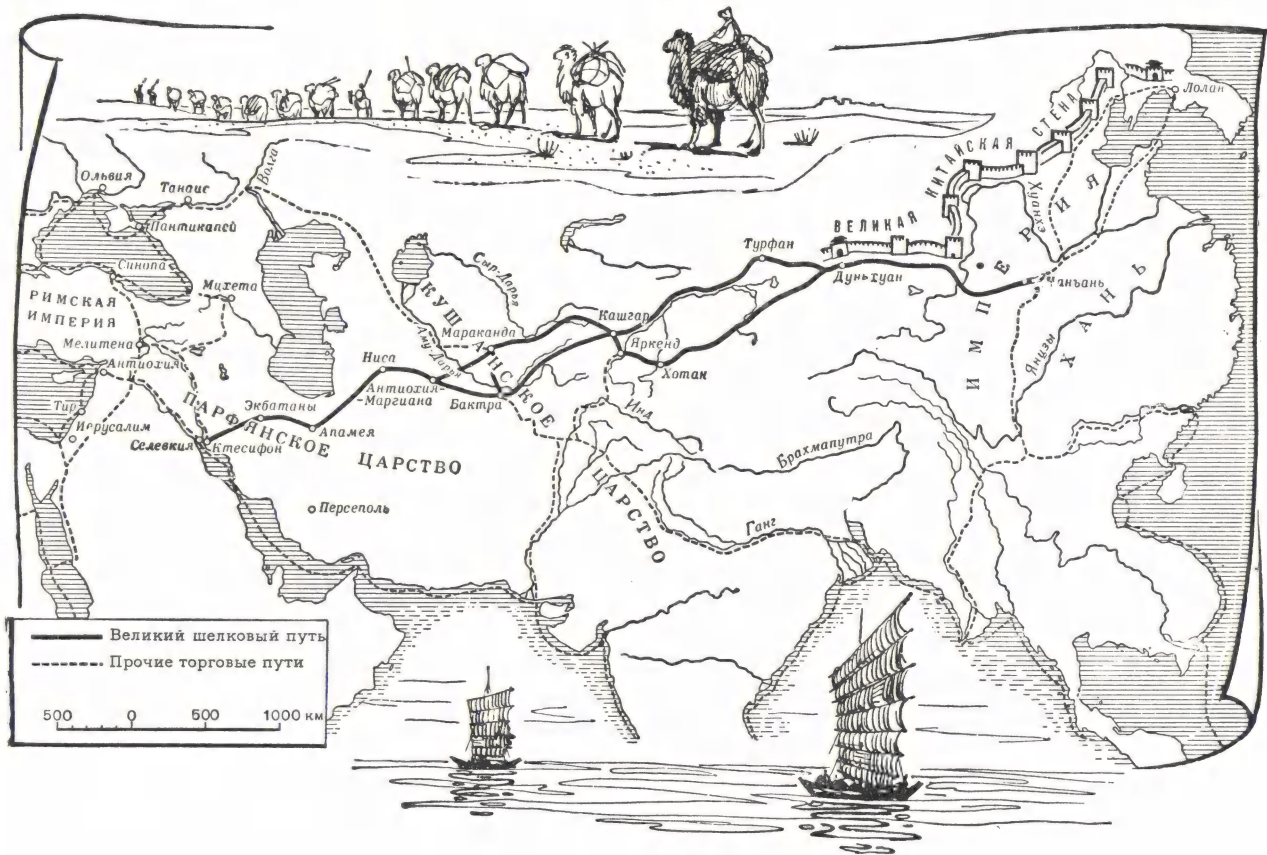 Лолан
ВЕЛИКАЯ КИТАЙСКАЯ СТЕНА
Волга
Ольвия
Танаис
Пантикапей
Хуанхэ
Синопа
Мцхета
Сыр-Дарья
Турфан
Дуньхуан
Чанъань
РИМСКАЯ
ИМПЕРИЯ
Мелитена
Антиохия
Тир
Иерусалим
Аму-Дарья
Мараканда
Кашгар
Яркенд
Хотан
Ниса
Антиохия-
-Маргиана
Бактра
КУШАНСКОЕ
ЦАРСТВО
Экбатаны
Апамея
Селевкия
Ктесифон
ПАРФЯНСКОЕ
ЦАРСТВО
Персеполь
Инд
Брахмапутра
Ганг
Янцзы
ИМПЕРИЯ
ХАНЬ
Великий шелковый путь
Прочие торговые пути
500 0 500 1000 км